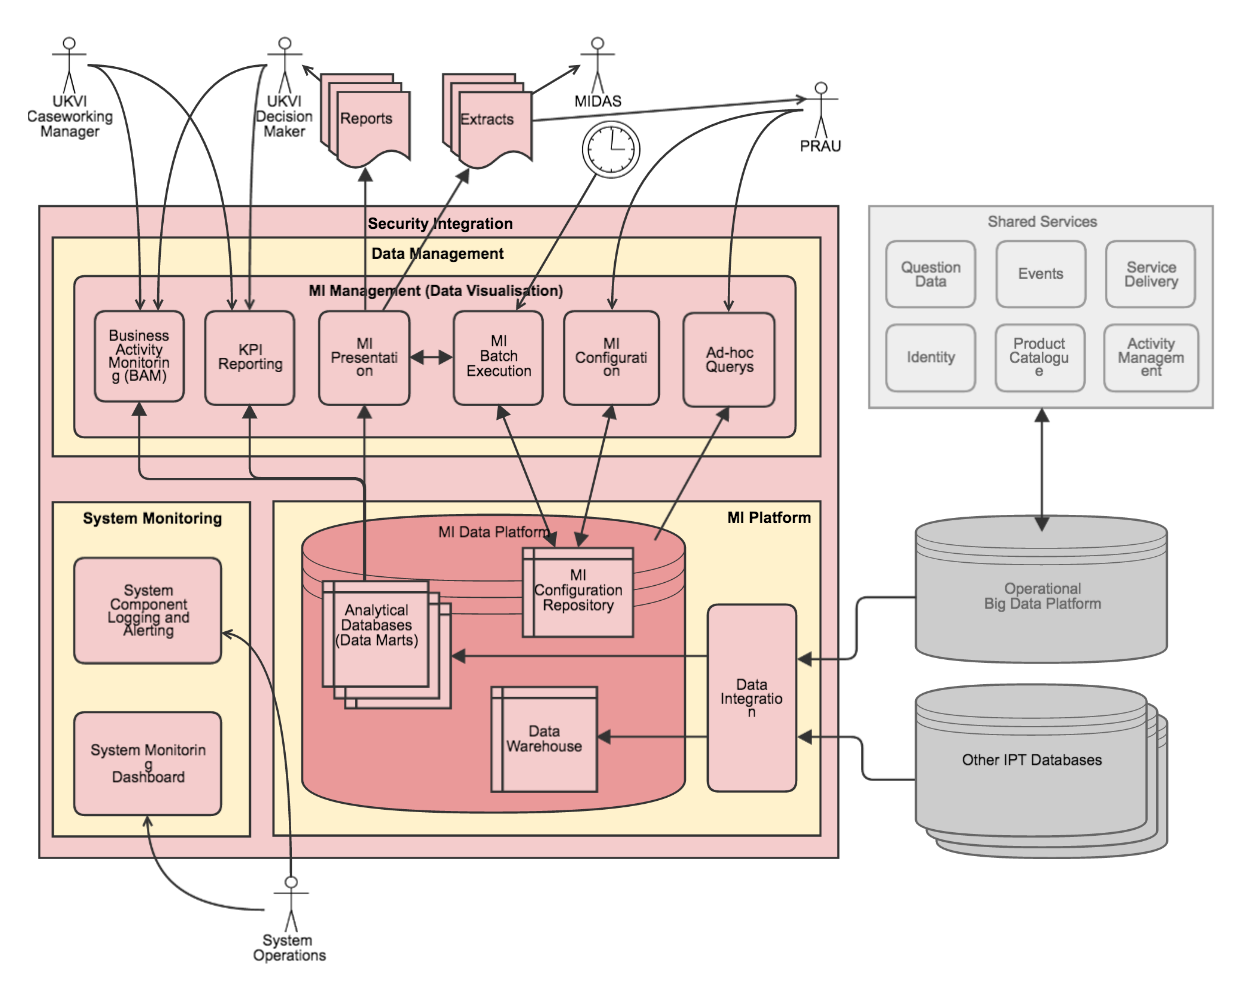 UKVI
Caseworking
Manager
UKVI
Decision
Maker
Reports
Extracts
MIDAS
PRAU
Security Integration
Data Management
MI Management (Data Visualisation)
Business
Activity
Monitorin
g (BAM)
KPI
Reporting
MI
Presentati
on
MI
Batch
Execution
MI
Configurati
on
Ad-hoc
Querys
Shared Services
Question
Data
Events
Service
Delivery
Identity
Product
Catalogu
e
Activity
Managem
ent
System Monitoring
System
Component
Logging and
Alerting
System Monitorin
g
Dashboard
MI Platform
MI Data Platform
MI
Configuration
Repository
Analytical
Databases
(Data Marts)
Data
Warehouse
Data
Integratio
n
Operational
Big Data Platform
Other IPT Databases
System
Operations